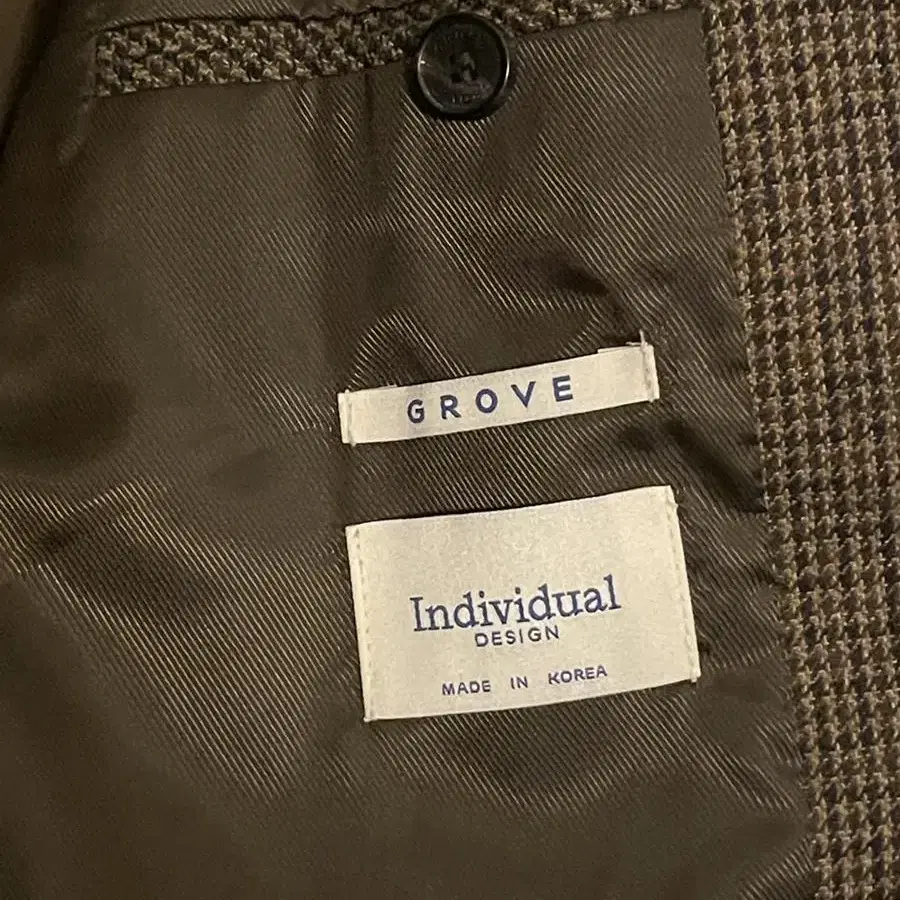 GROVE
Individual
DESIGN
MADE IN KOREA